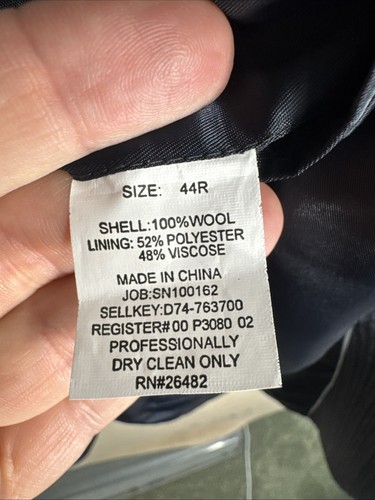 SIZE: 44R
SHELL:100%WOOL
LINING: 52% POLYESTER
48% VISCOSE
MADE IN CHINA
JOB:SN100162
SELLKEY:D74-763700
REGISTER# 00 P3080 02
PROFESSIONALLY
DRY CLEAN ONLY
RN#26482